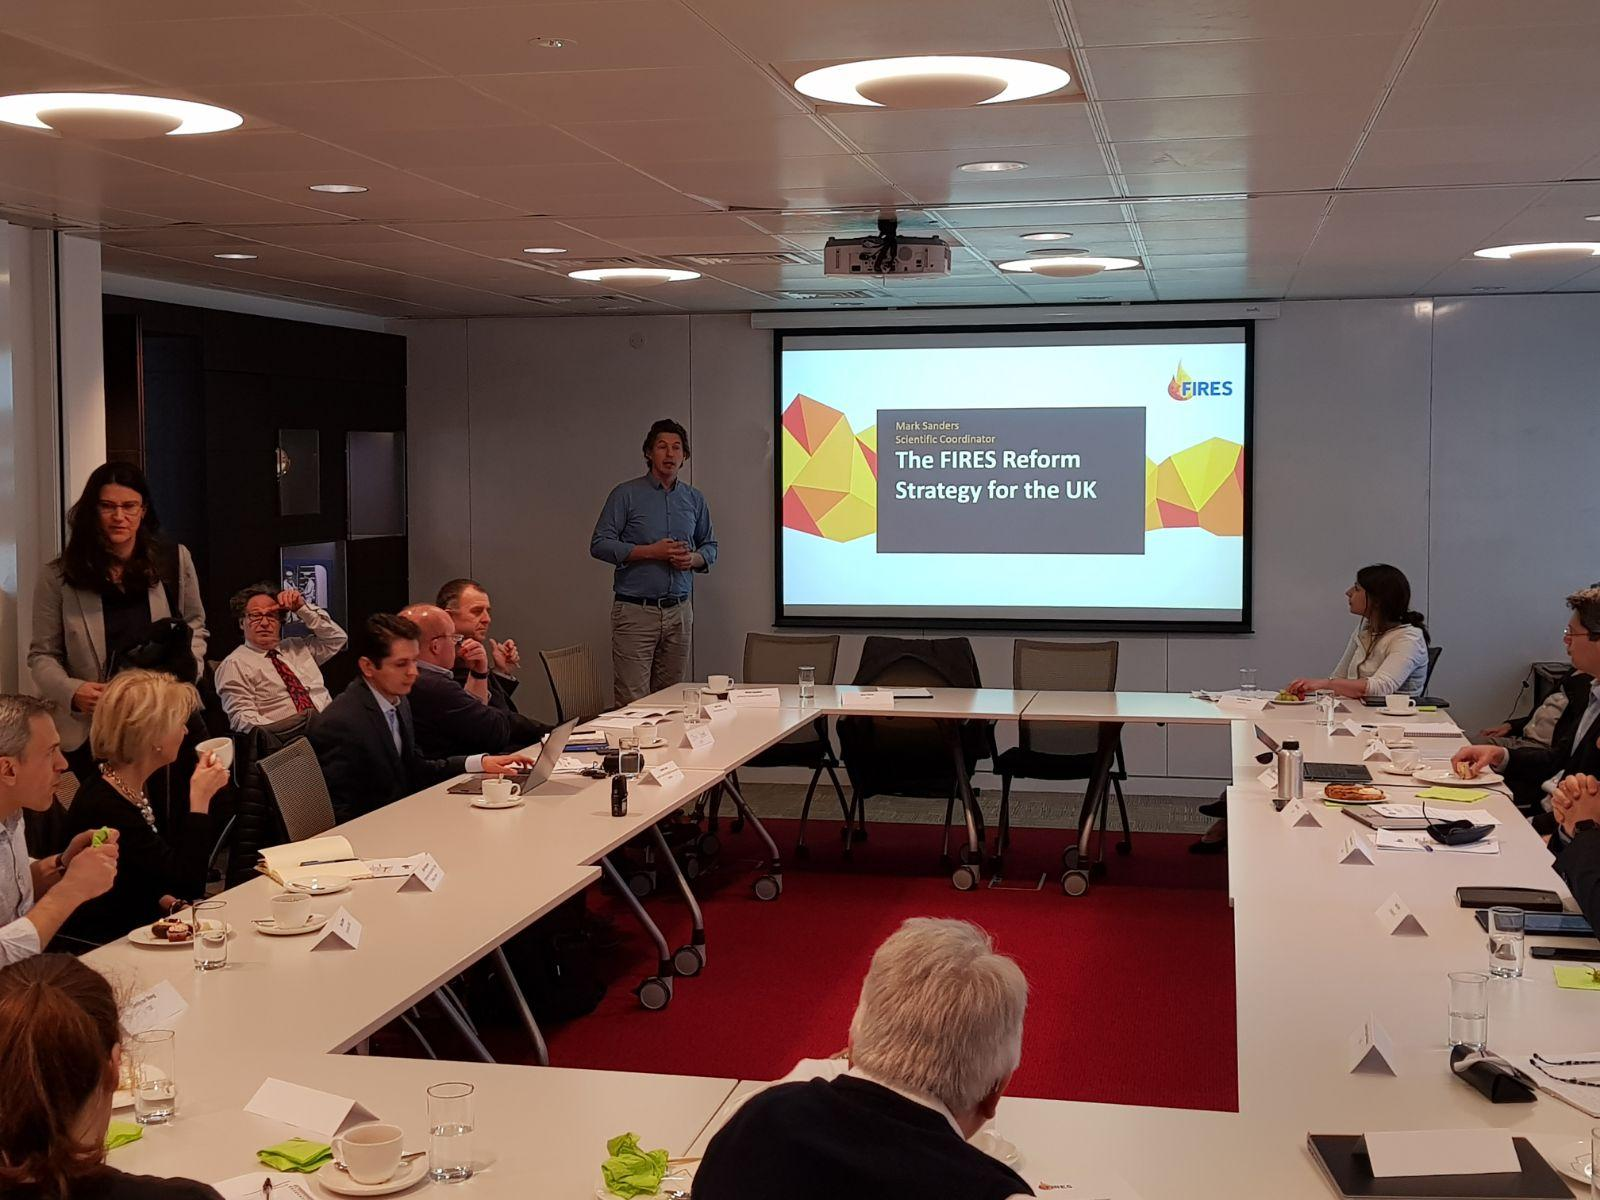 FIRES
Mark Sanders
Scientific Coordinator
The FIRES Reform
Strategy for the UK